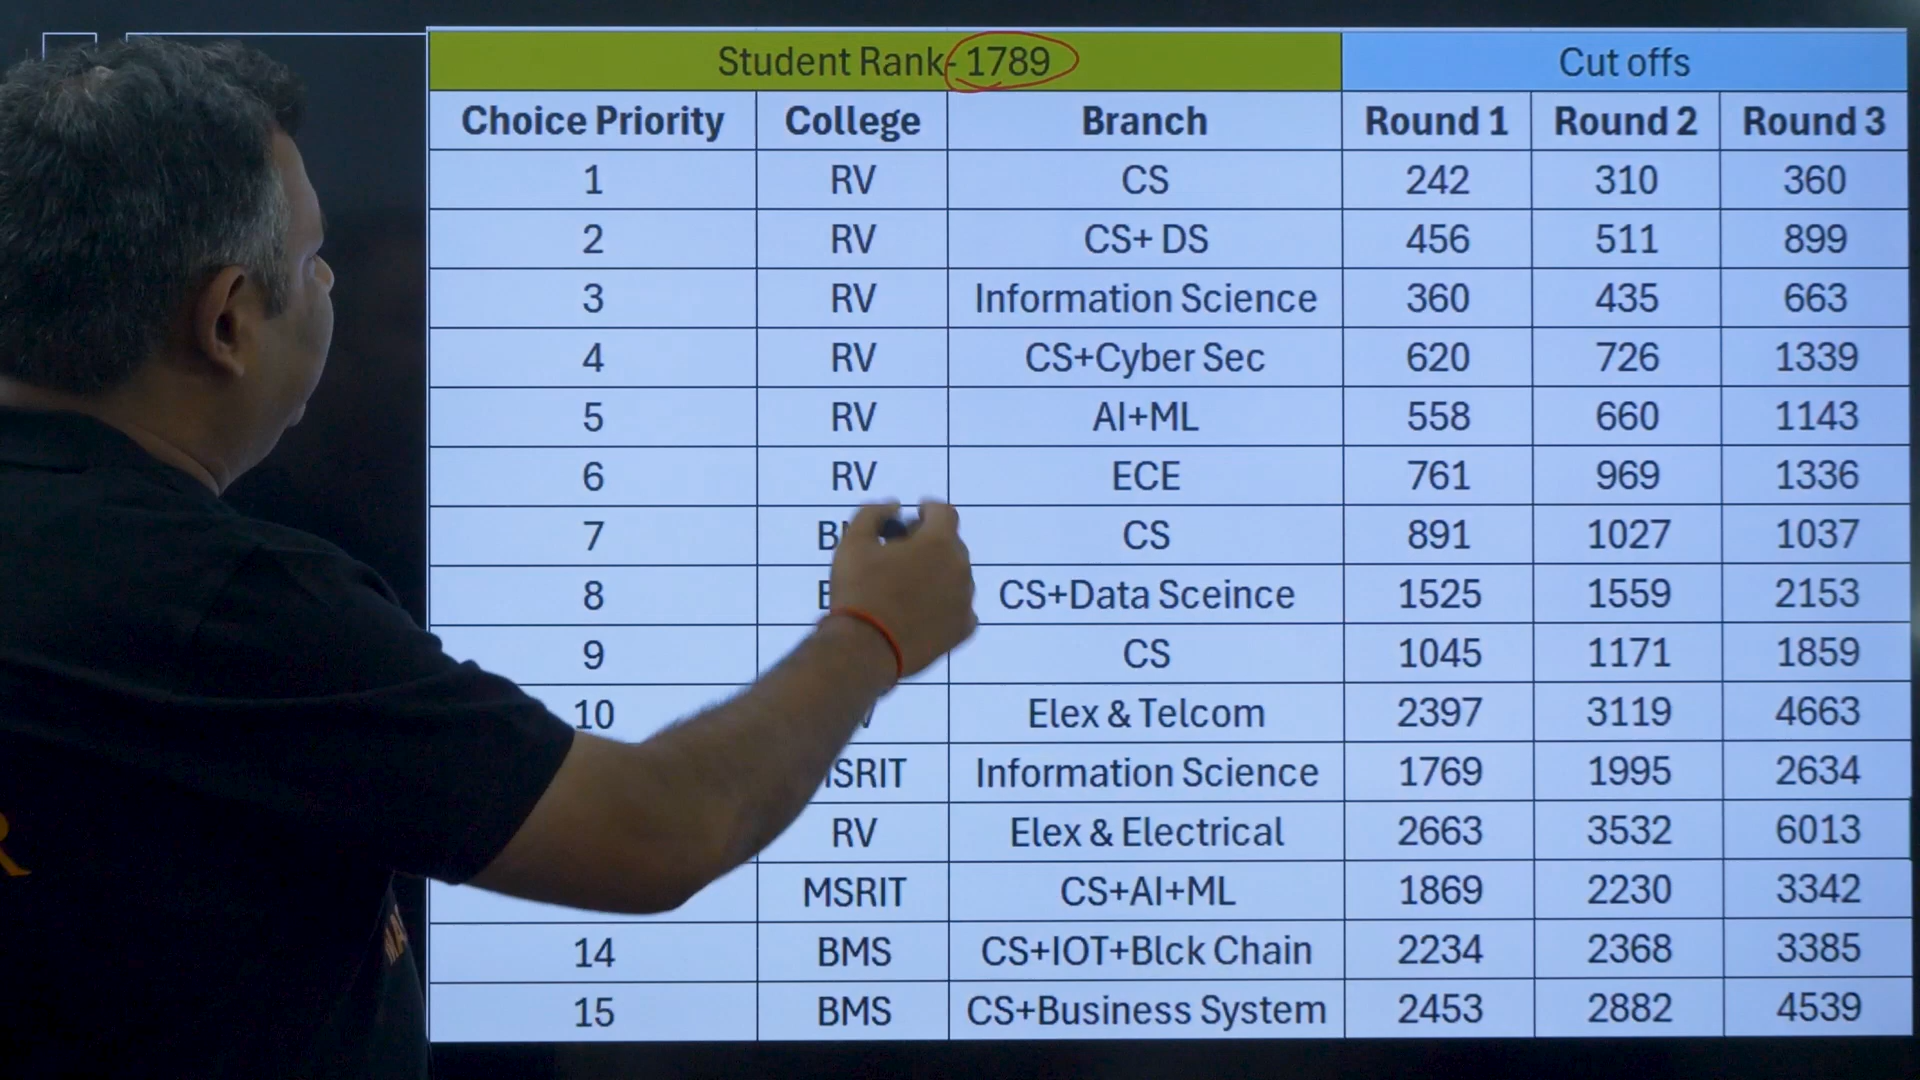 Student Rank- 1789 Cut offs
Choice Priority College Branch Round 1 Round 2 Round 3
1 RV CS 242 310 360
2 RV CS+ DS 456 511 899
3 RV Information Science 360 435 663
4 RV CS+Cyber Sec 620 726 1339
5 RV AI+ML 558 660 1143
6 RV ECE 761 969 1336
7 CS 891 1027 1037
8 CS+Data Sceince 1525 1559 2153
9 CS 1045 1171 1859
10 Elex & Telcom 2397 3119 4663
Information Science 1769 1995 2634
RV Elex & Electrical 2663 3532 6013
MSRIT CS+AI+ML 1869 2230 3342
14 BMS CS+IOT+Blck Chain 2234 2368 3385
15 BMS CS+Business System 2453 2882 4539